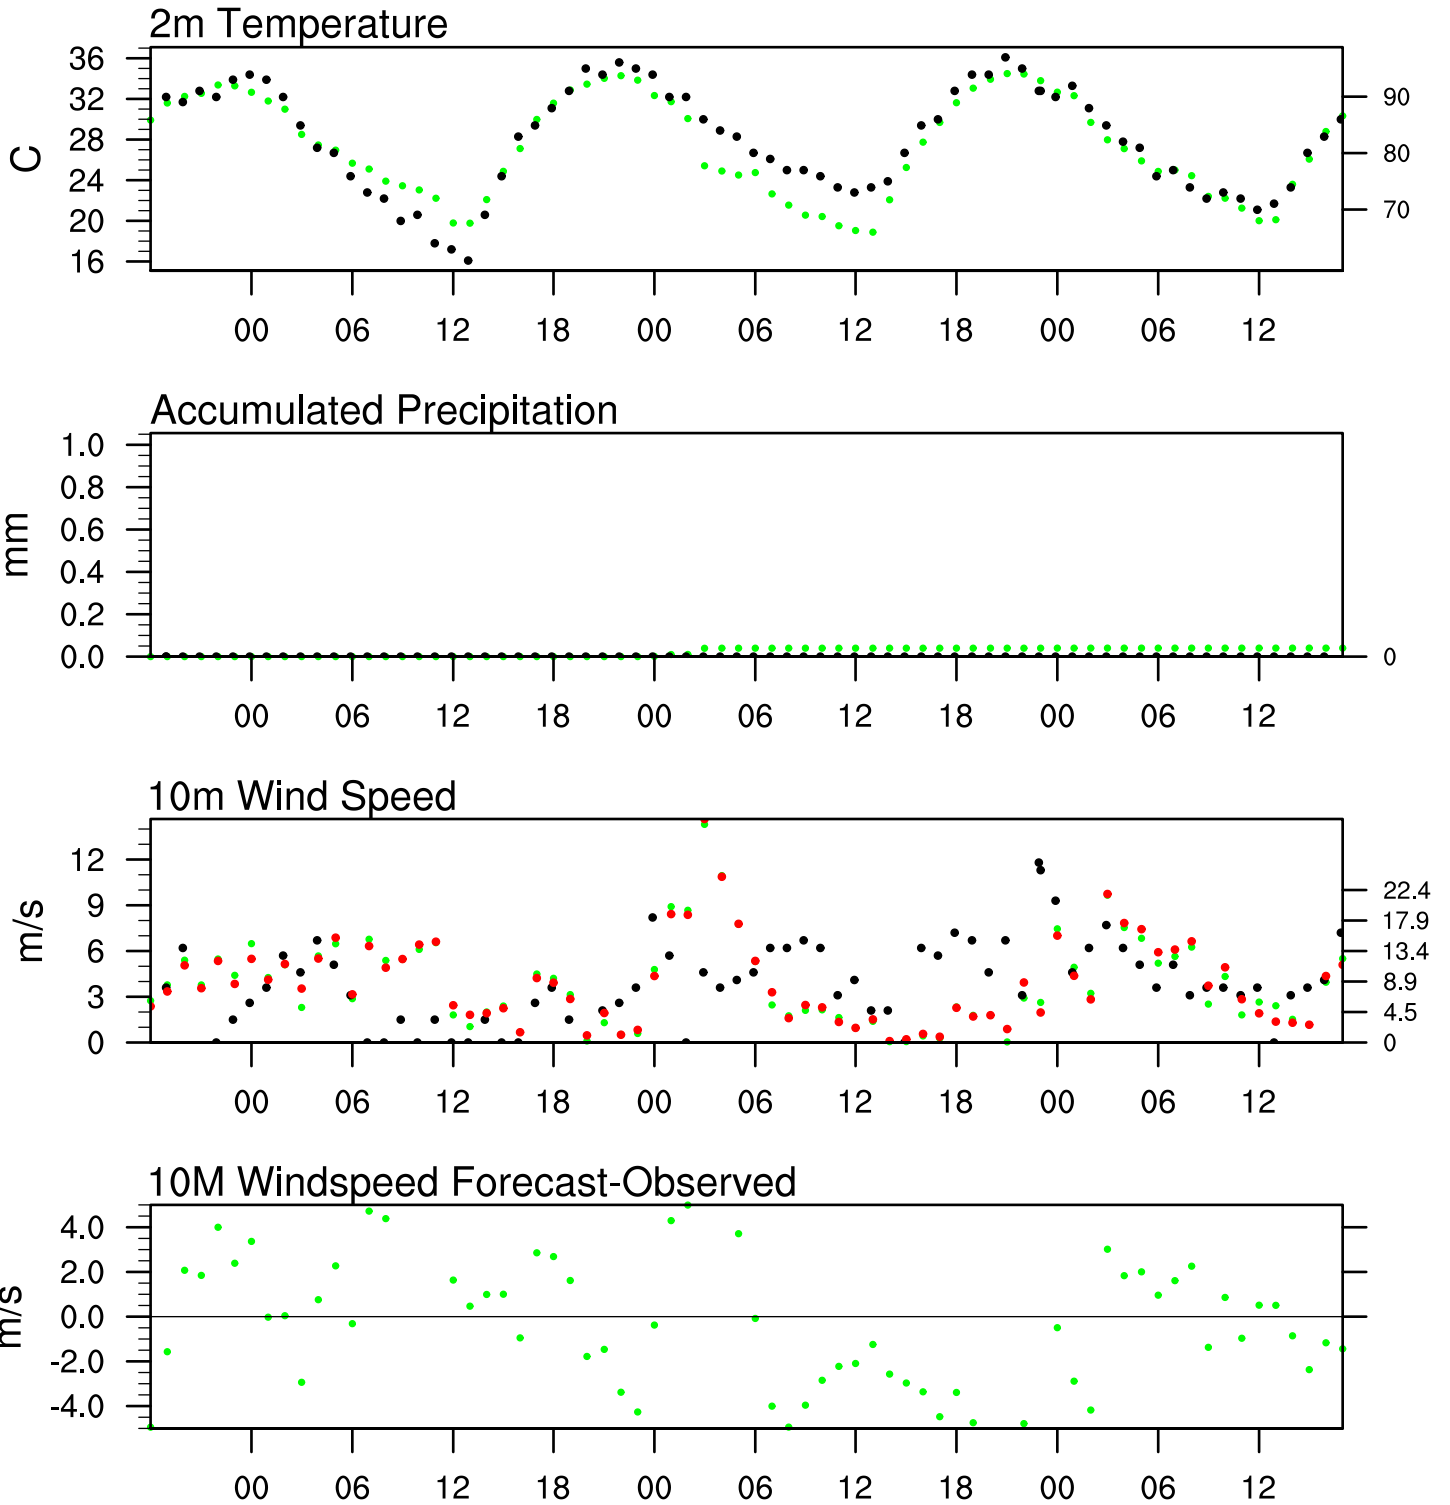 2m Temperature
36
32
28
24
20
16
C
90
80
70
00 06 12 18 00 06 12 18 00 06 12
Accumulated Precipitation
1.0
0.8
0.6
0.4
0.2
0.0
mm
0
00 06 12 18 00 06 12 18 00 06 12
10m Wind Speed
12
9
6
3
0
m/s
22.4
17.9
13.4
8.9
4.5
0
00 06 12 18 00 06 12 18 00 06 12
10M Windspeed Forecast-Observed
4.0
2.0
0.0
-2.0
-4.0
m/s
00 06 12 18 00 06 12 18 00 06 12